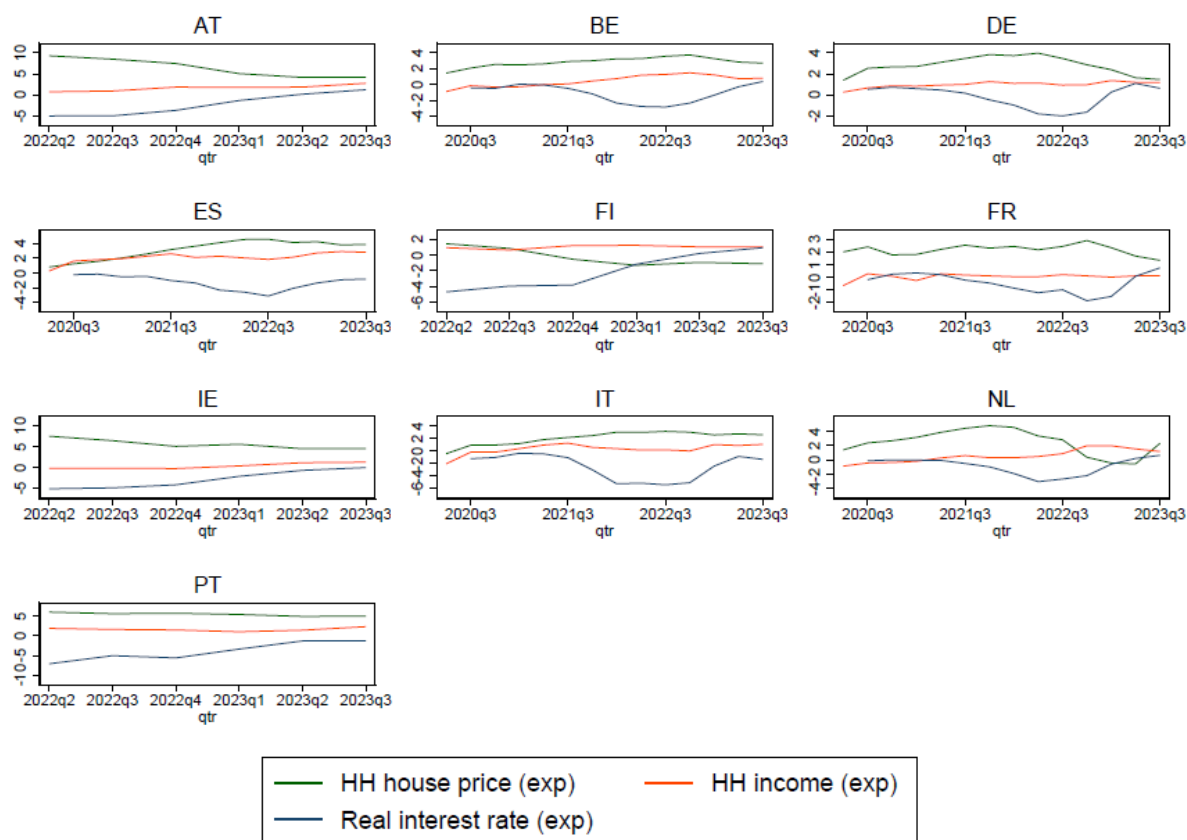 AT
-5 0 5 10
2022q2 2022q3 2022q4 2023q1 2023q2 2023q3
qtr
BE
-4 -2 0 2 4
2020q3 2021q3 2022q3 2023q3
qtr
DE
-2 0 2 4
2020q3 2021q3 2022q3 2023q3
qtr
ES
-4 -2 0 2 4
2020q3 2021q3 2022q3 2023q3
qtr
FI
-6 -4 -2 0 2
2022q2 2022q3 2022q4 2023q1 2023q2 2023q3
qtr
FR
-2 -1 0 1 2 3
2020q3 2021q3 2022q3 2023q3
qtr
IE
-5 0 5 10
2022q2 2022q3 2022q4 2023q1 2023q2 2023q3
qtr
IT
-6 -4 -2 0 2 4
2020q3 2021q3 2022q3 2023q3
qtr
NL
-4 -2 0 2 4
2020q3 2021q3 2022q3 2023q3
qtr
PT
-10 -5 0 5
2022q2 2022q3 2022q4 2023q1 2023q2 2023q3
qtr
HH house price (exp)
HH income (exp)
Real interest rate (exp)